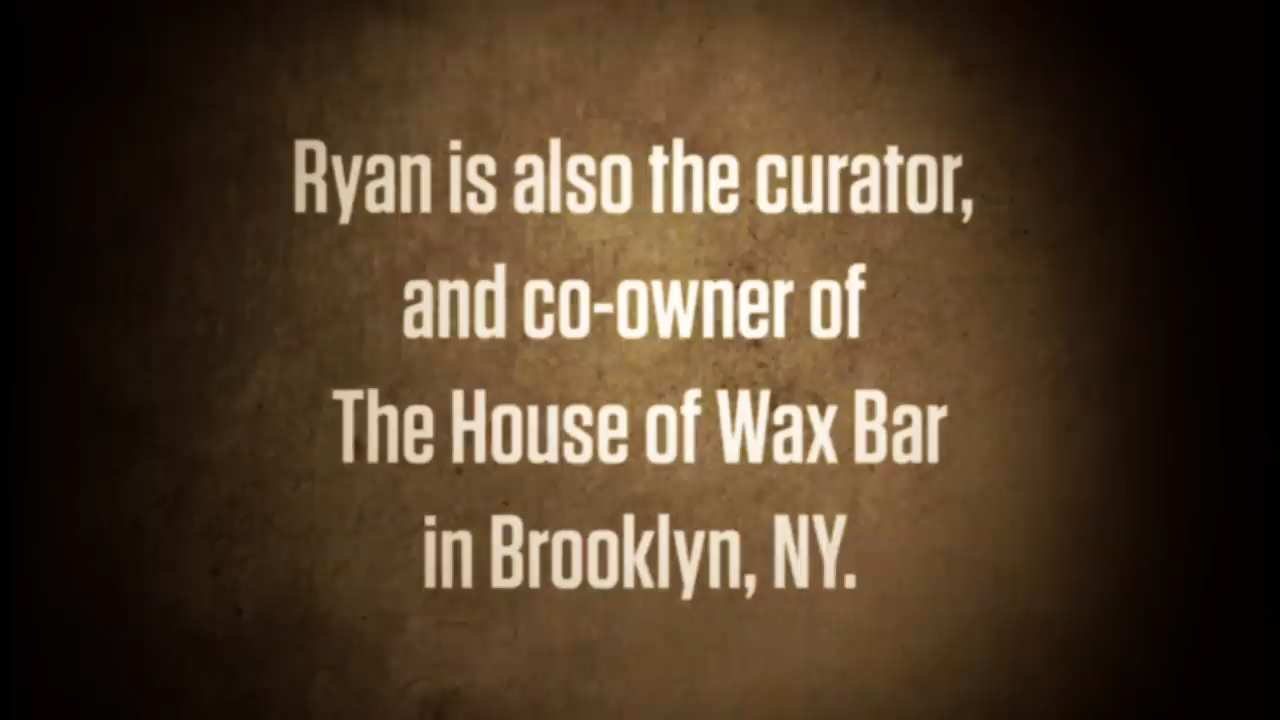 Ryan is also the curator,
and co-owner of
The House of Wax Bar
in Brooklyn, NY.